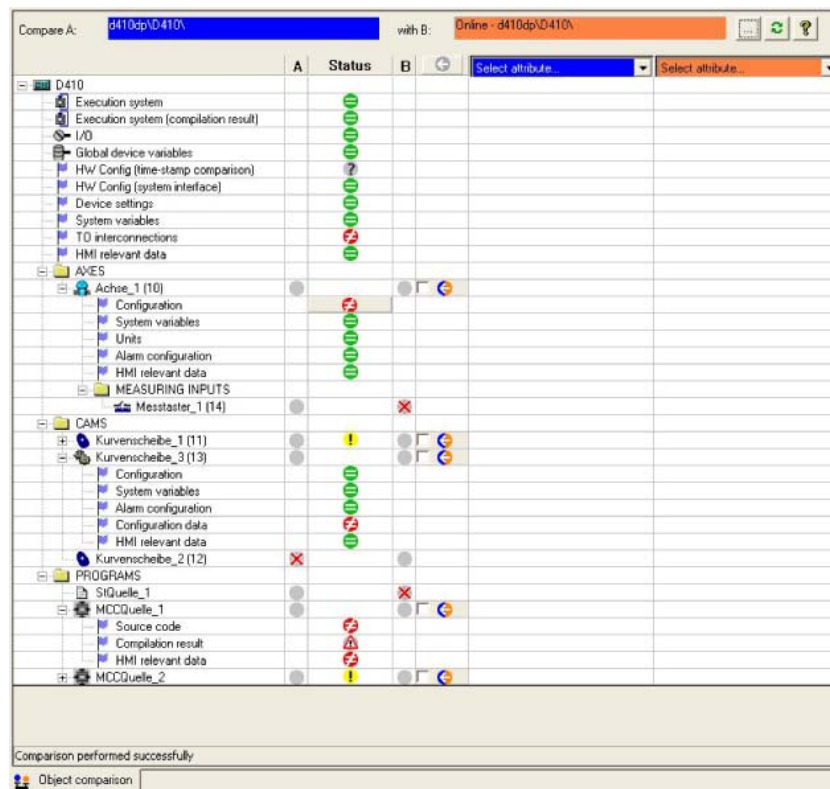 Compare A: d410dp\D410\ with B: Online - d410dp\D410\ ... ?
A Status B Select attribute... Select attribute...
D410
Execution system
Execution system (compilation result)
I/O
Global device variables
HW Config (time-stamp comparison) ?
HW Config (system interface)
Device settings
System variables
TO interconnections
HMI relevant data
AXES
Achse_1 (10)
Configuration
System variables
Units
Alarm configuration
HMI relevant data
MEASURING INPUTS
Messtaster_1 (14)
CAMS
Kurvenscheibe_1 (11) !
Kurvenscheibe_3 (13)
Configuration
System variables
Alarm configuration
Configuration data
HMI relevant data
Kurvenscheibe_2 (12)
PROGRAMS
StQuelle_1
MCCQuelle_1
Source code
Compilation result
HMI relevant data
MCCQuelle_2 !
Comparison performed successfully
Object comparison